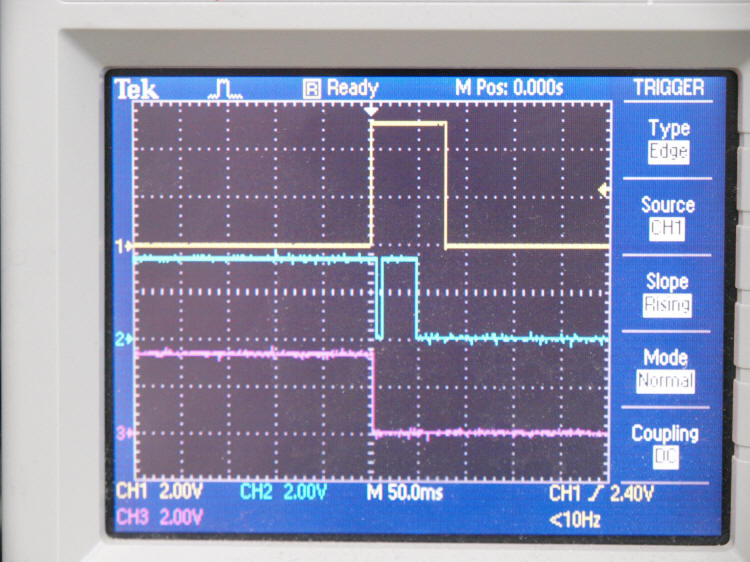 Tek R Ready M Pos: 0.000s TRIGGER
Type
Edge
Source
CH1
Slope
Rising
Mode
Normal
Coupling
DC
1
2
3
CH1 2.00V CH2 2.00V M 50.0ms CH1 2.40V
CH3 2.00V <10Hz